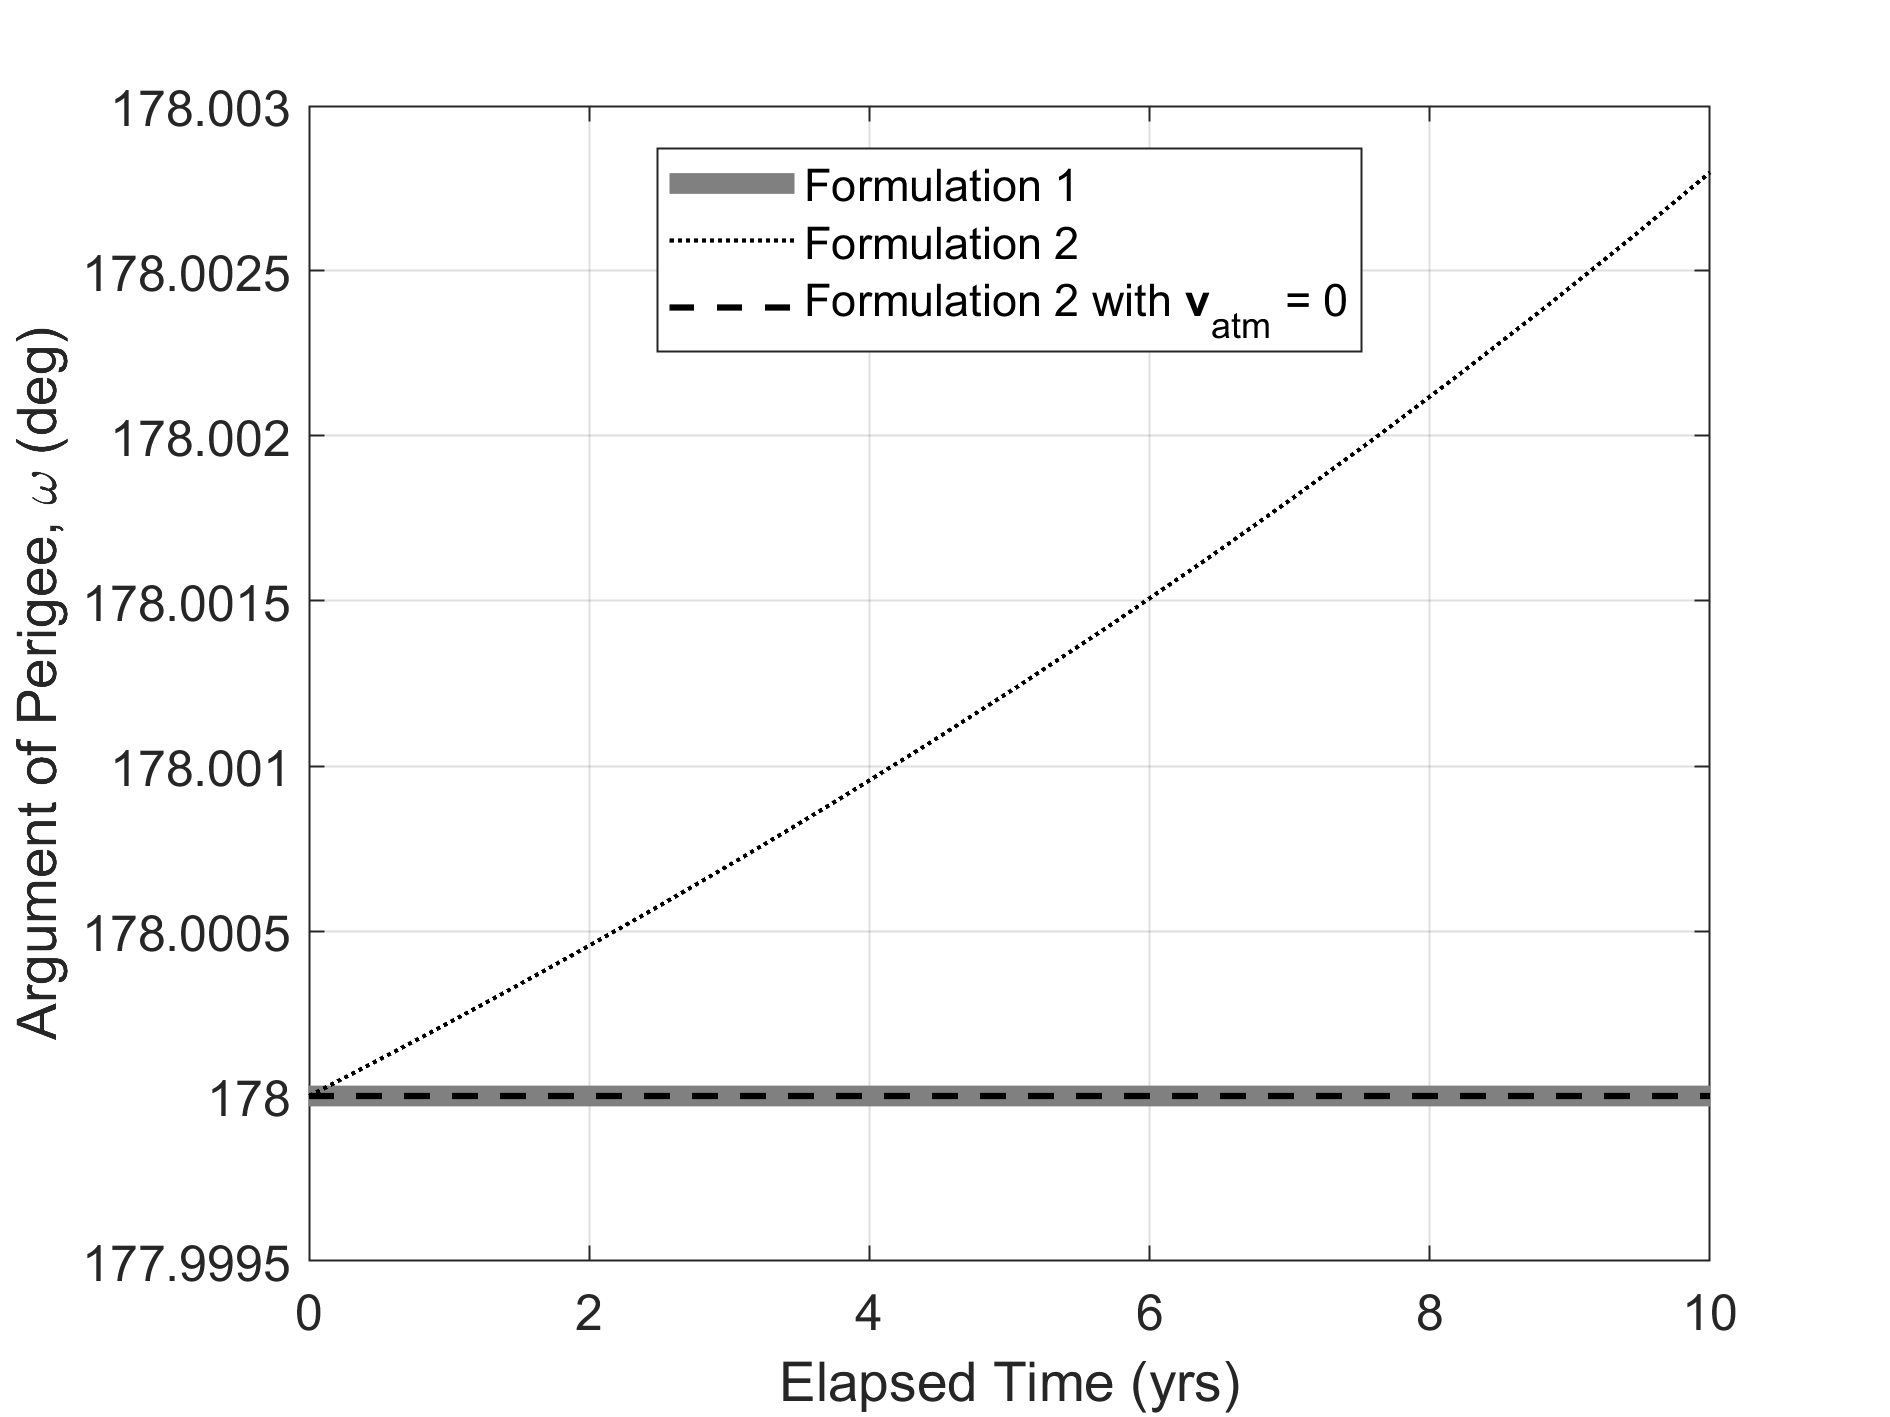 178.003
178.0025
178.002
178.0015
178.001
178.0005
178
177.9995
Argument of Perigee, ω (deg)
Formulation 1
Formulation 2
Formulation 2 with v_atm = 0
0 2 4 6 8 10
Elapsed Time (yrs)